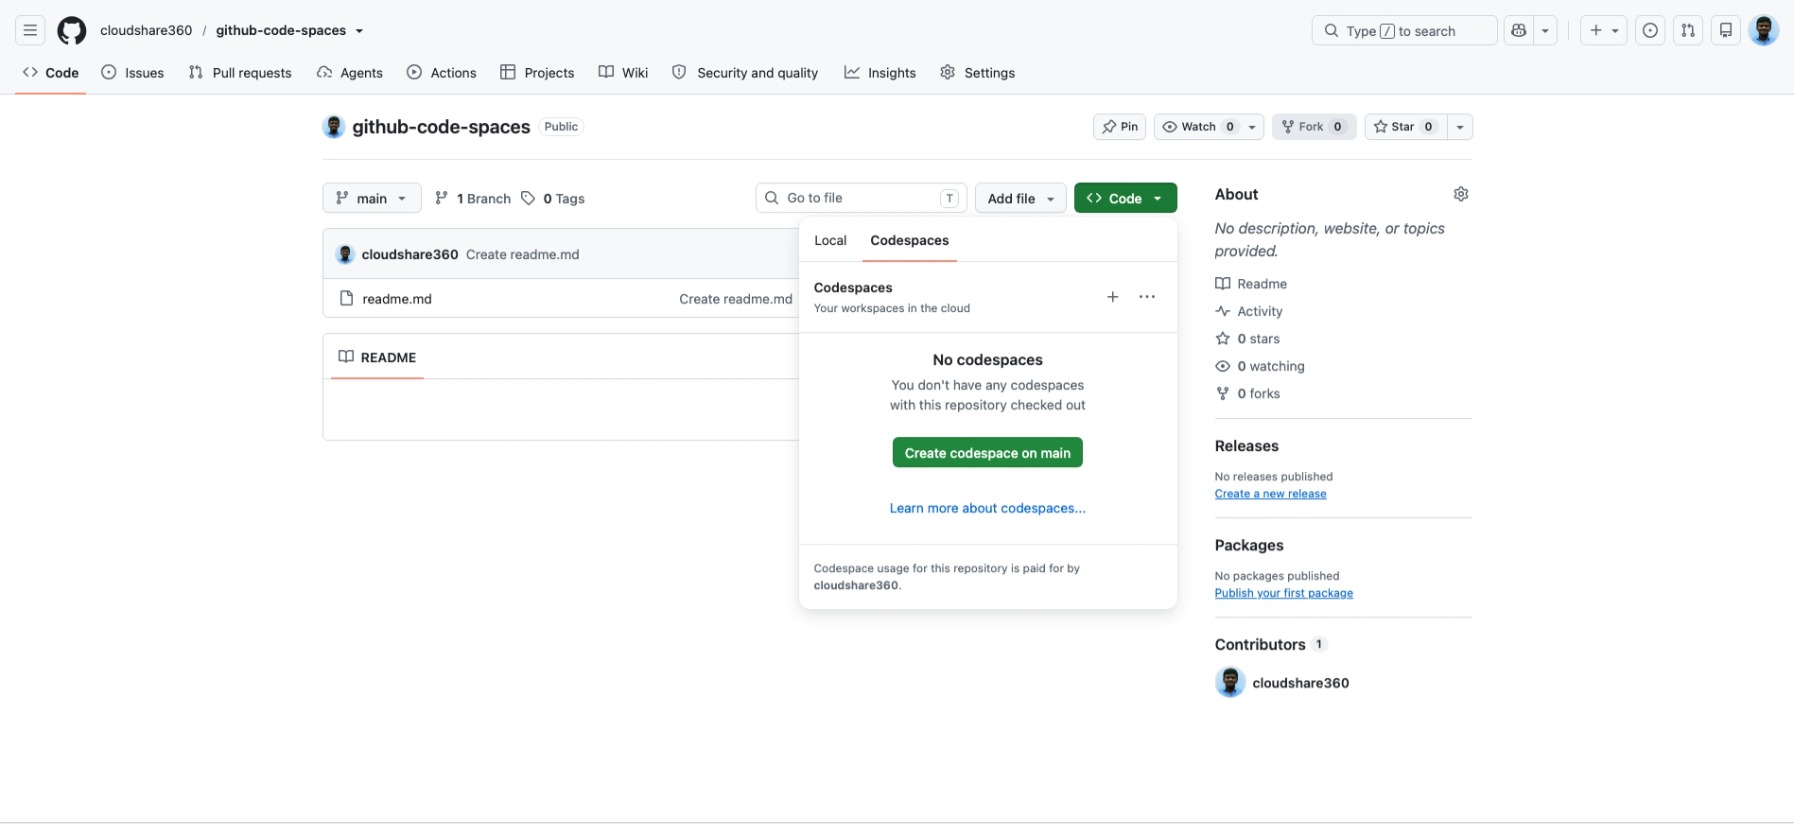 cloudshare360 / github-code-spaces
Type / to search
Code Issues Pull requests Agents Actions Projects Wiki Security and quality Insights Settings
github-code-spaces Public
Pin Watch 0 Fork 0 Star 0
main 1 Branch 0 Tags
Go to file T Add file Code
cloudshare360 Create readme.md
readme.md Create readme.md
README
Local Codespaces
Codespaces
Your workspaces in the cloud
No codespaces
You don't have any codespaces
with this repository checked out
Create codespace on main
Learn more about codespaces...
Codespace usage for this repository is paid for by
cloudshare360.
About
No description, website, or topics
provided.
Readme
Activity
0 stars
0 watching
0 forks
Releases
No releases published
Create a new release
Packages
No packages published
Publish your first package
Contributors 1
cloudshare360